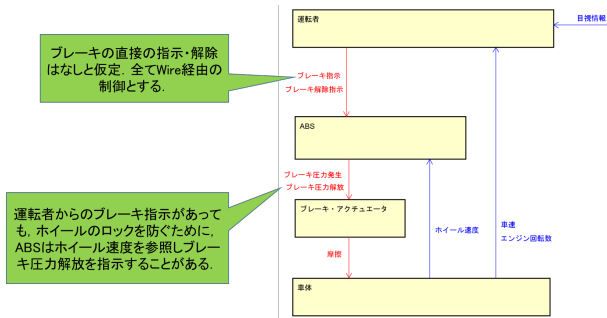 運転者
目視情報
ブレーキの直接の指示・解除
はなしと仮定．全てWire経由の
制御とする．
ブレーキ指示
ブレーキ解除指示
ABS
ブレーキ圧力発生
ブレーキ圧力解放
運転者からのブレーキ指示があって
も，ホイールのロックを防ぐために，
ABSはホイール速度を参照しブレー
キ圧力解放を指示することがある．
ブレーキ・アクチュエータ
ホイール速度
車速
エンジン回転数
摩擦
車体